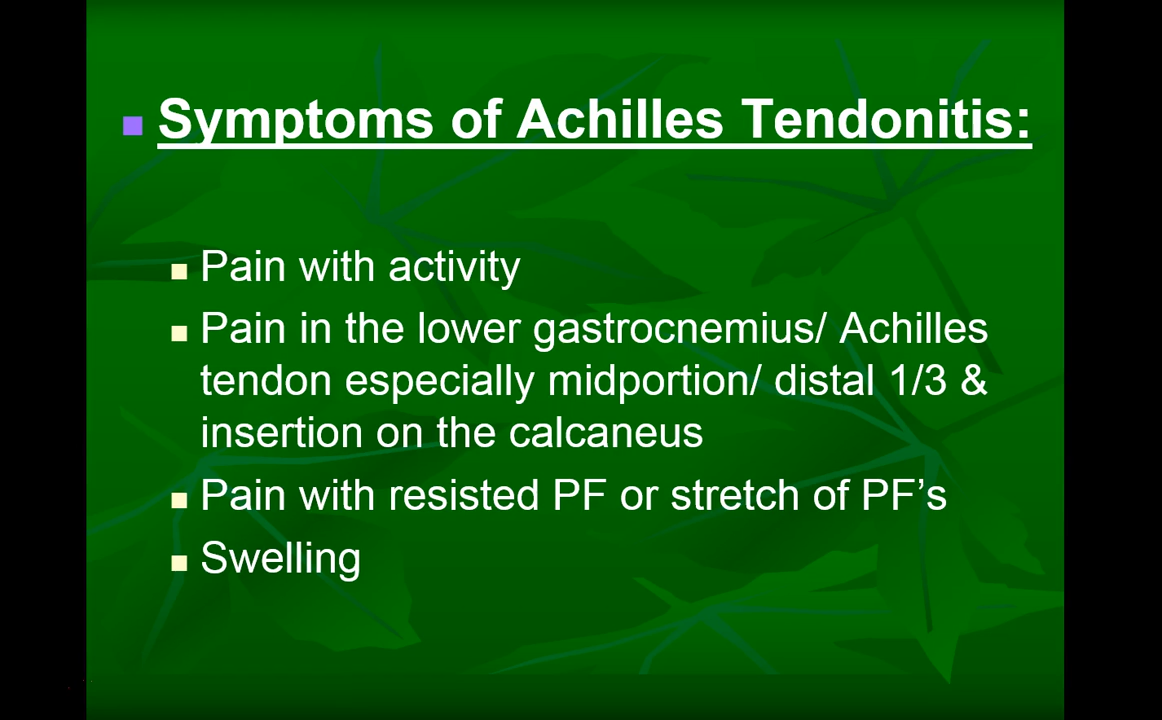 Symptoms of Achilles Tendonitis:
Pain with activity
Pain in the lower gastrocnemius/ Achilles
tendon especially midportion/ distal 1/3 &
insertion on the calcaneus
Pain with resisted PF or stretch of PF’s
Swelling